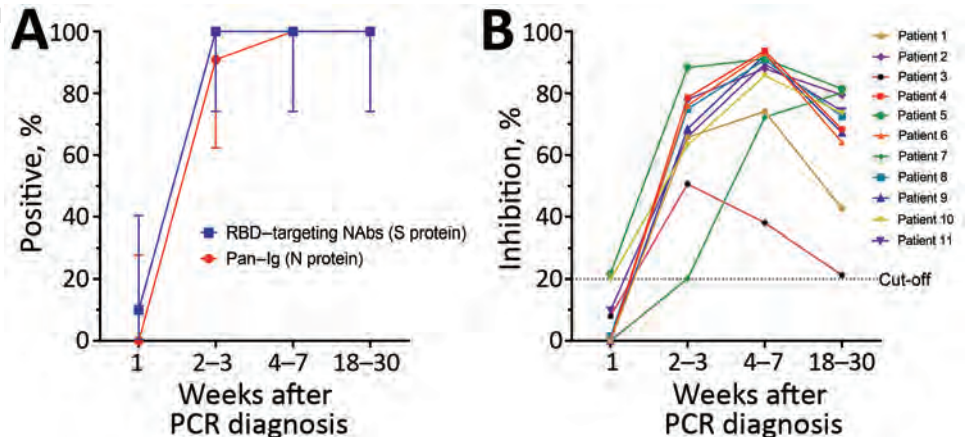 A
Positive, %
100
80
60
40
20
0
RBD–targeting NAbs (S protein)
Pan–Ig (N protein)
1
2–3
4–7
18–30
Weeks after
PCR diagnosis
B
Inhibition, %
100
80
60
40
20
0
Cut-off
1
2–3
4–7
18–30
Weeks after
PCR diagnosis
Patient 1
Patient 2
Patient 3
Patient 4
Patient 5
Patient 6
Patient 7
Patient 8
Patient 9
Patient 10
Patient 11